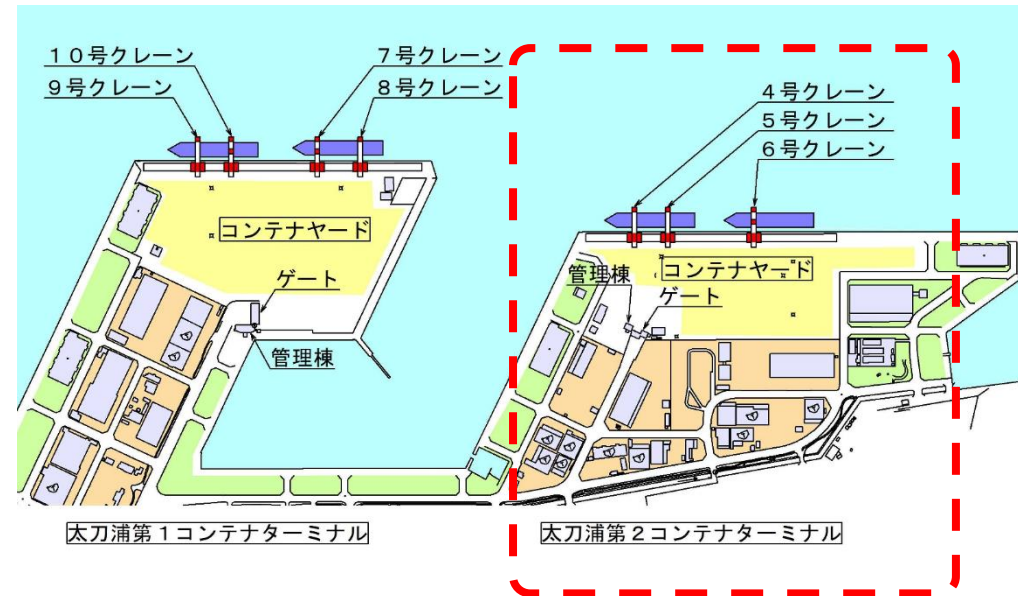 １０号クレーン
９号クレーン
７号クレーン
８号クレーン
コンテナヤード
ゲート
管理棟
太刀浦第１コンテナターミナル
４号クレーン
５号クレーン
６号クレーン
コンテナヤード
管理棟
ゲート
太刀浦第２コンテナターミナル